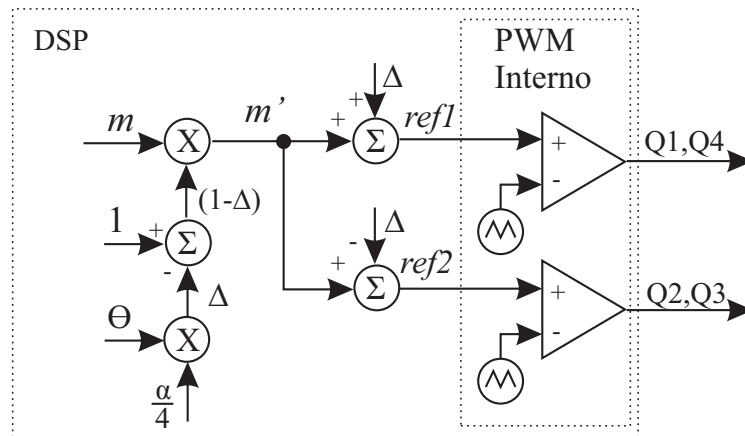 DSP
PWM
Interno
Δ
+
m
X
m’
+
Σ
ref1
+
-
Q1,Q4
(1-Δ)
1
+
Σ
-
Δ
-
Δ
+
Σ
ref2
+
-
Q2,Q3
Θ
X
α
4